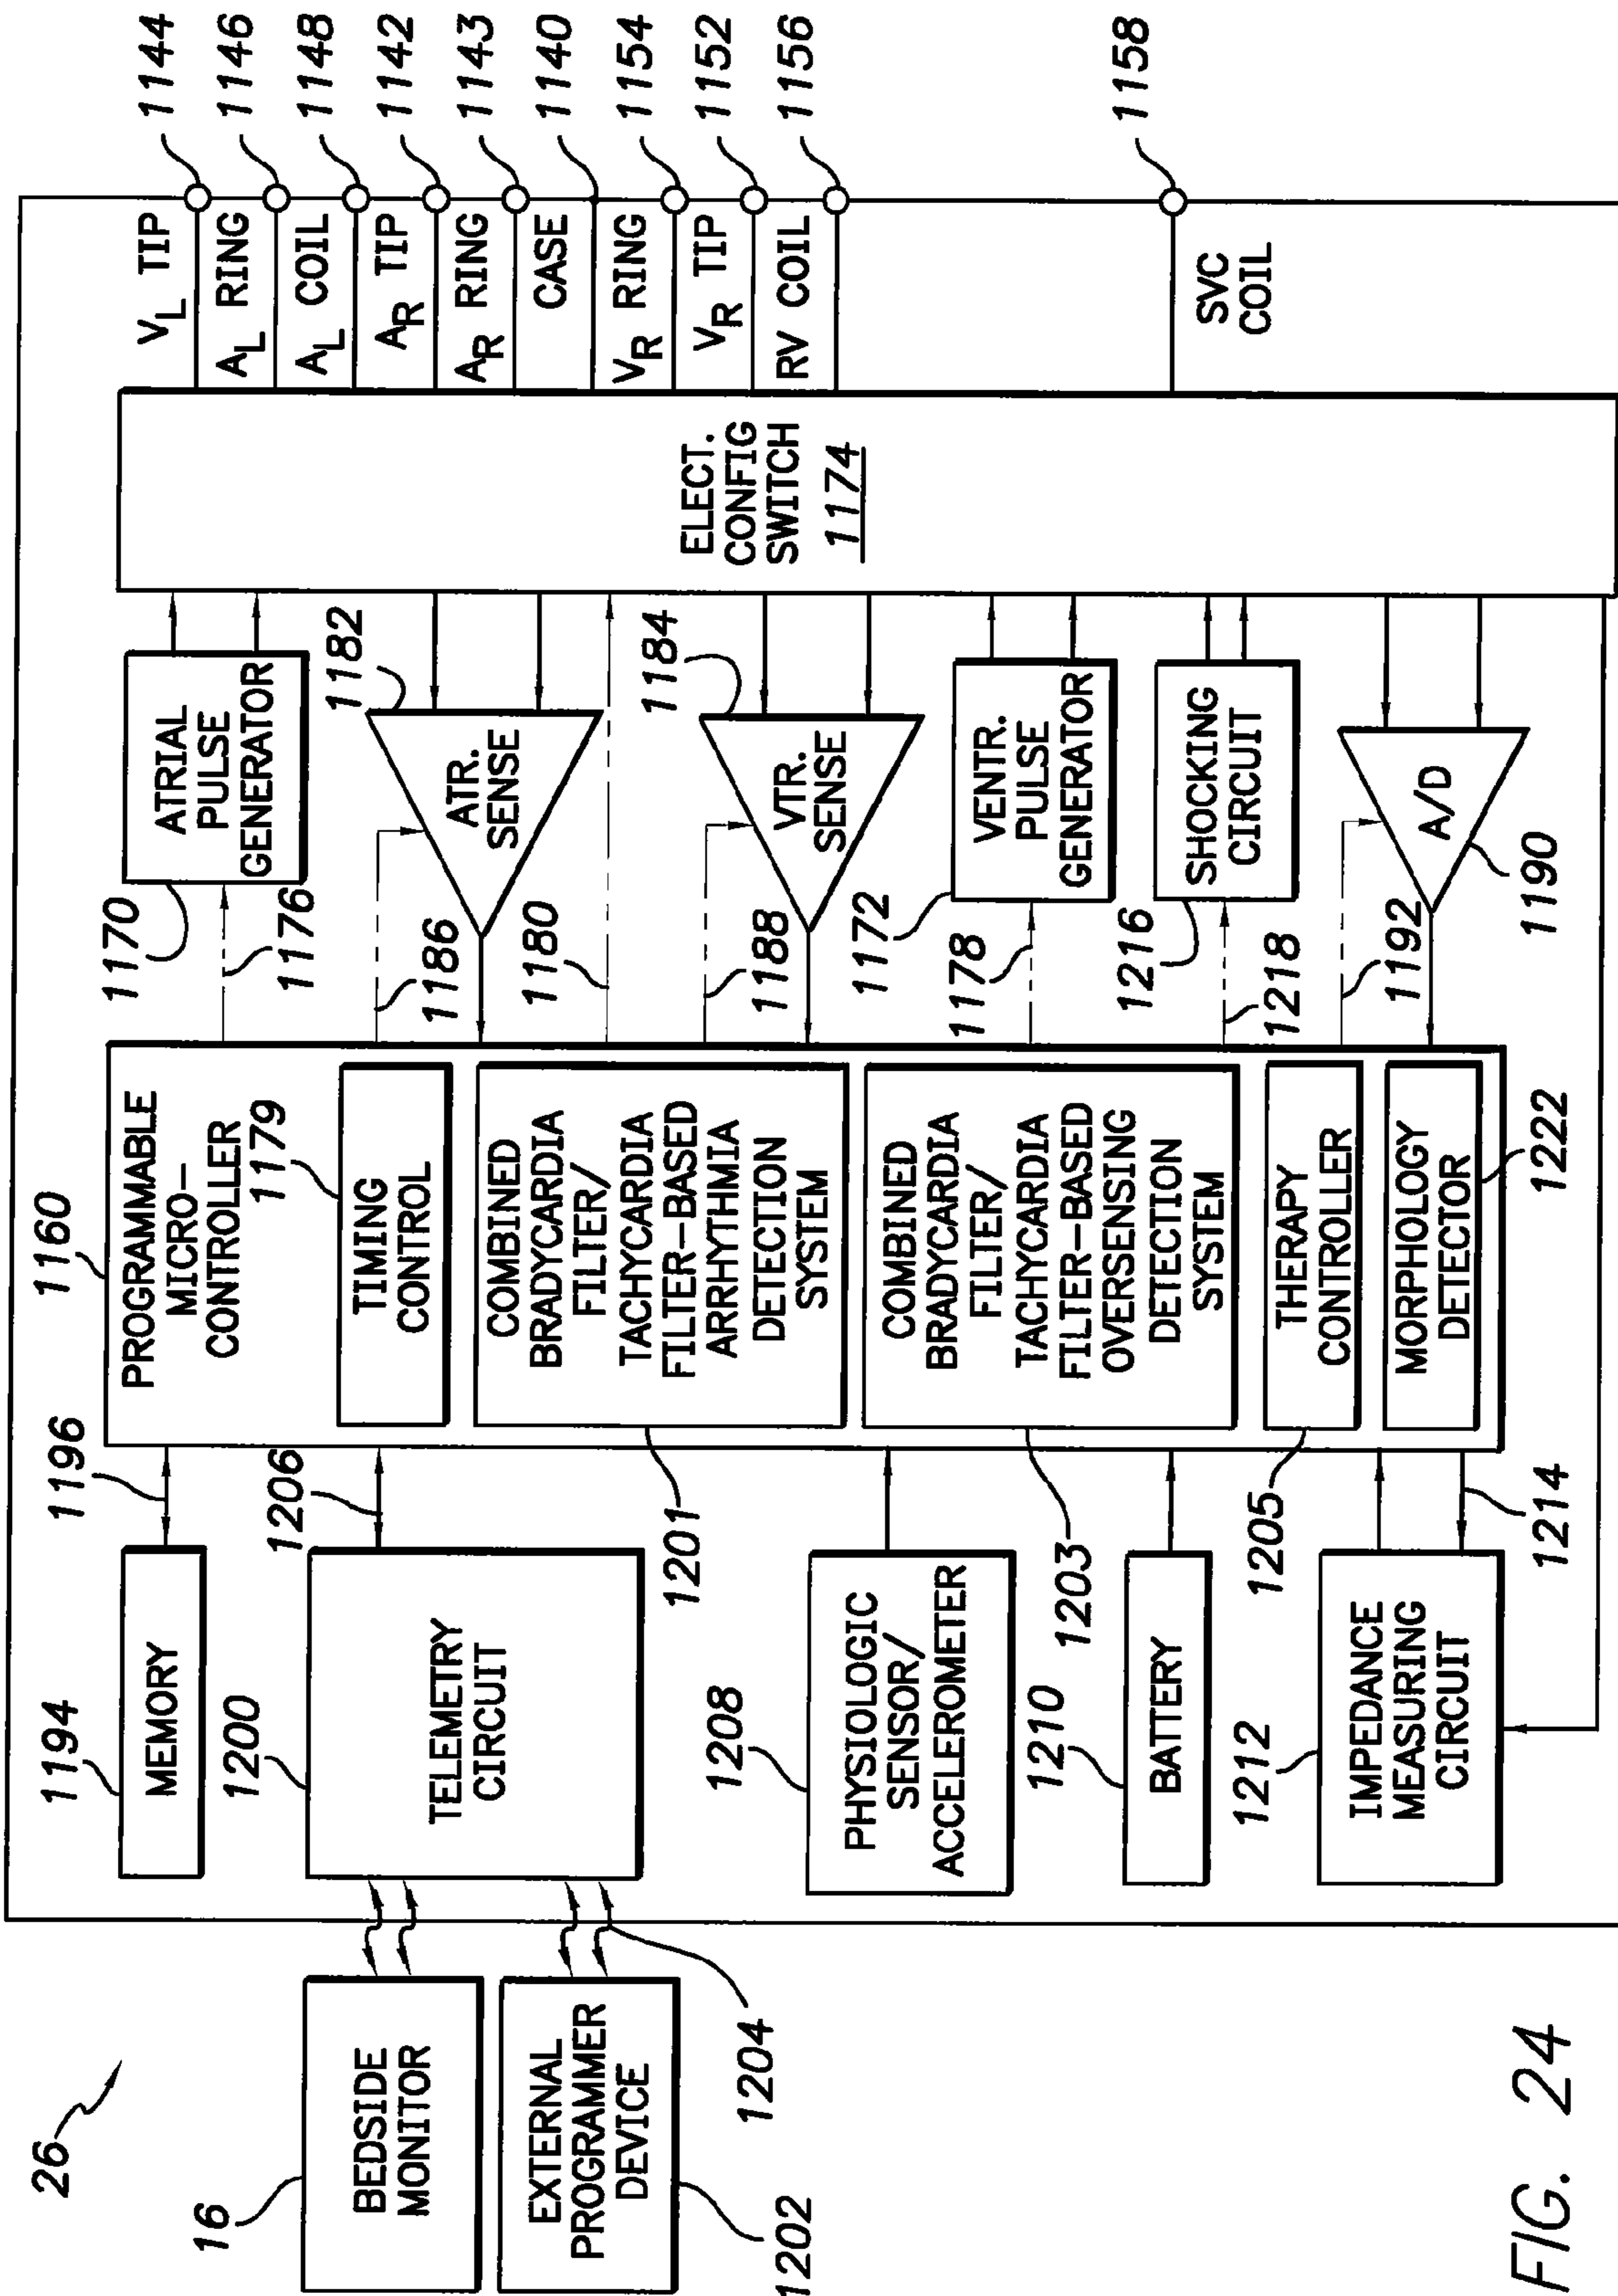 26
16
BEDSIDE
MONITOR
EXTERNAL
PROGRAMER
DEVICE
1202
1204
1194
MEMORY
1196
1200
TELEMETRY
CIRCUIT
1206
1208
PHYSIOLOGIC
SENSOR/
ACCELEROMETER
1210
BATTERY
1212
IMPEDANCE
MEASURING
CIRCUIT
1214
1160
PROGRAMMABLE
MICRO-
CONTROLLER
1179
TIMING
CONTROL
COMBINED
BRADYCARDIA
FILTER/
TACHYCARDIA
FILTER-BASED
ARRHYTHMIA
DETECTION
SYSTEM
1201
COMBINED
BRADYCARDIA
FILTER/
TACHYCARDIA
FILTER-BASED
OVERSENSING
DETECTION
SYSTEM
1203
THERAPY
CONTROLLER
1205
MORPHOLOGY
DETECTOR
1222
1170
ATRIAL
PULSE
GENERATOR
1176
1182
ATR.
SENSE
1186
1180
1184
VTR.
SENSE
1188
1172
VENTR.
PULSE
GENERATOR
1178
1216
SHOCKING
CIRCUIT
1218
A/D
1192
1190
ELECT.
CONFIG
SWITCH
1174
VL TIP 1144
AL RING 1146
AL COIL 1148
AR TIP 1142
AR RING 1143
CASE 1140
VR RING 1154
VR TIP 1152
RV COIL 1156
1158
SVC
COIL
FIG. 24